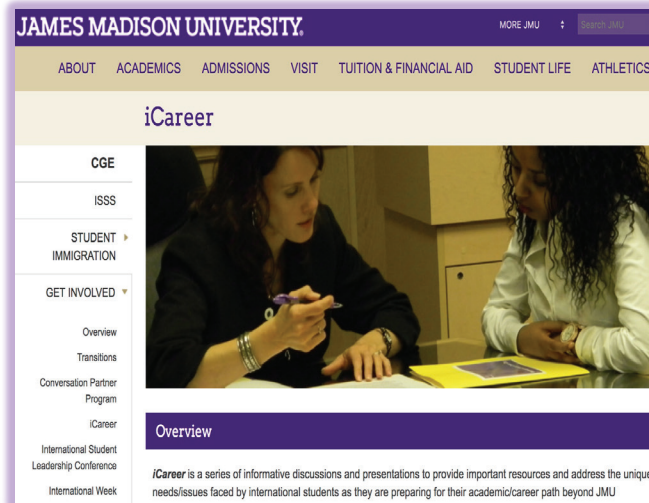 JAMES MADISON UNIVERSITY.
MORE JMU
Search JMU
ABOUT ACADEMICS ADMISSIONS VISIT TUITION & FINANCIAL AID STUDENT LIFE ATHLETICS
iCareer
CGE
ISSS
STUDENT
IMMIGRATION
GET INVOLVED
Overview
Transitions
Conversation Partner
Program
iCareer
International Student
Leadership Conference
International Week
Overview
iCareer is a series of informative discussions and presentations to provide important resources and address the unique
needs/issues faced by international students as they are preparing for their academic/career path beyond JMU